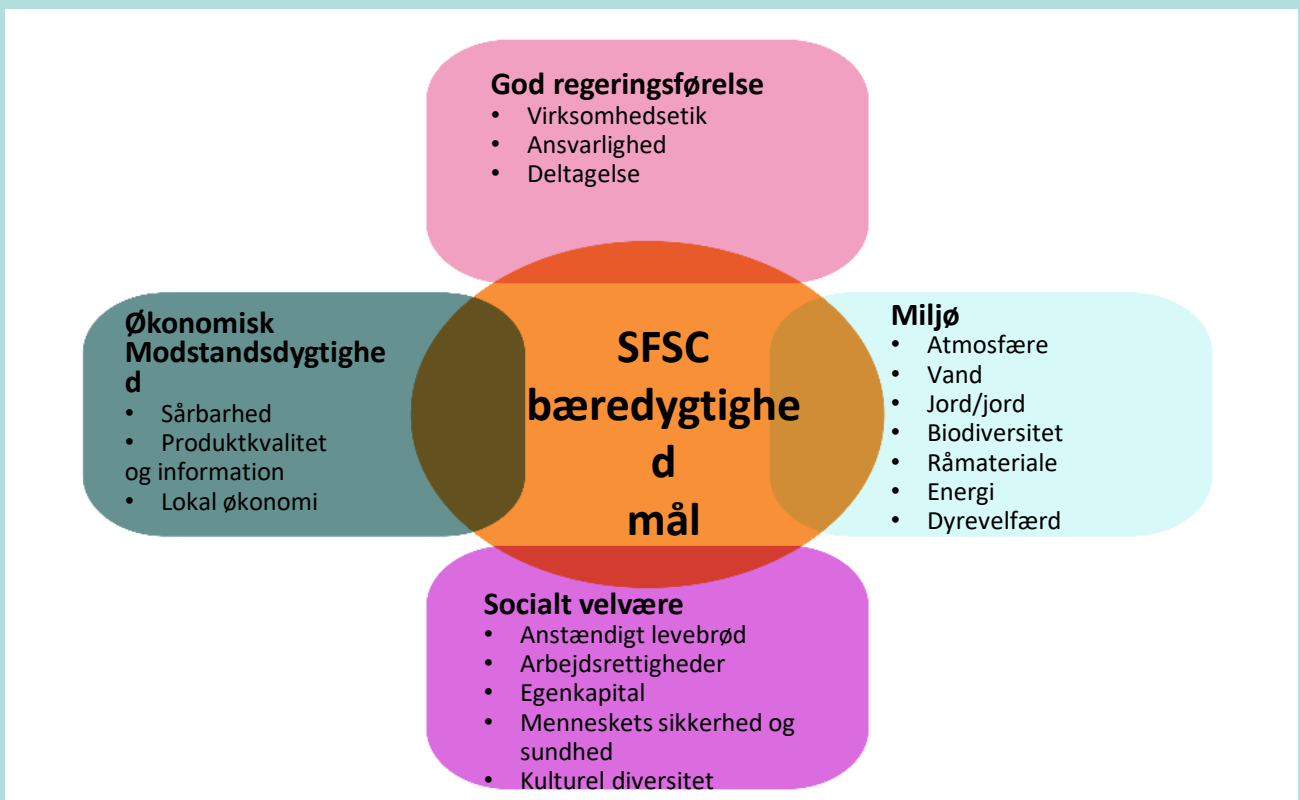 God regeringsførelse
• Virksomhedsetik
• Ansvarlighed
• Deltagelse
Økonomisk
Modstandsdygtighe
d
• Sårbarhed
• Produktkvalitet
og information
• Lokal økonomi
SFSC
bæredygtighe
d
mål
Miljø
• Atmosfære
• Vand
• Jord/jord
• Biodiversitet
• Råmateriale
• Energi
• Dyrevelfærd
Socialt velvære
• Anstændigt levebrød
• Arbejdsrettigheder
• Egenkapital
• Menneskets sikkerhed og
sundhed
• Kulturel diversitet